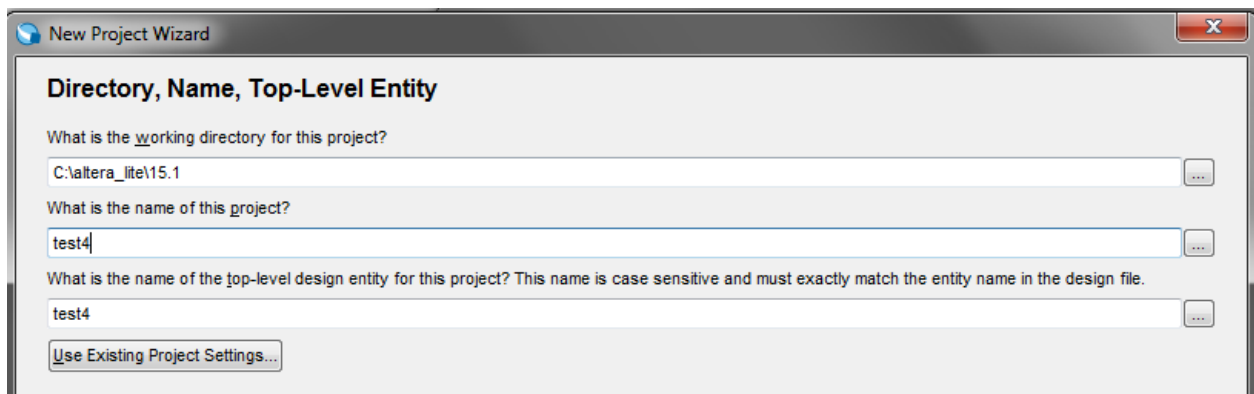 New Project Wizard
Directory, Name, Top-Level Entity
What is the working directory for this project?
C:\altera_lite\15.1
...
What is the name of this project?
test4
...
What is the name of the top-level design entity for this project? This name is case sensitive and must exactly match the entity name in the design file.
test4
...
Use Existing Project Settings...